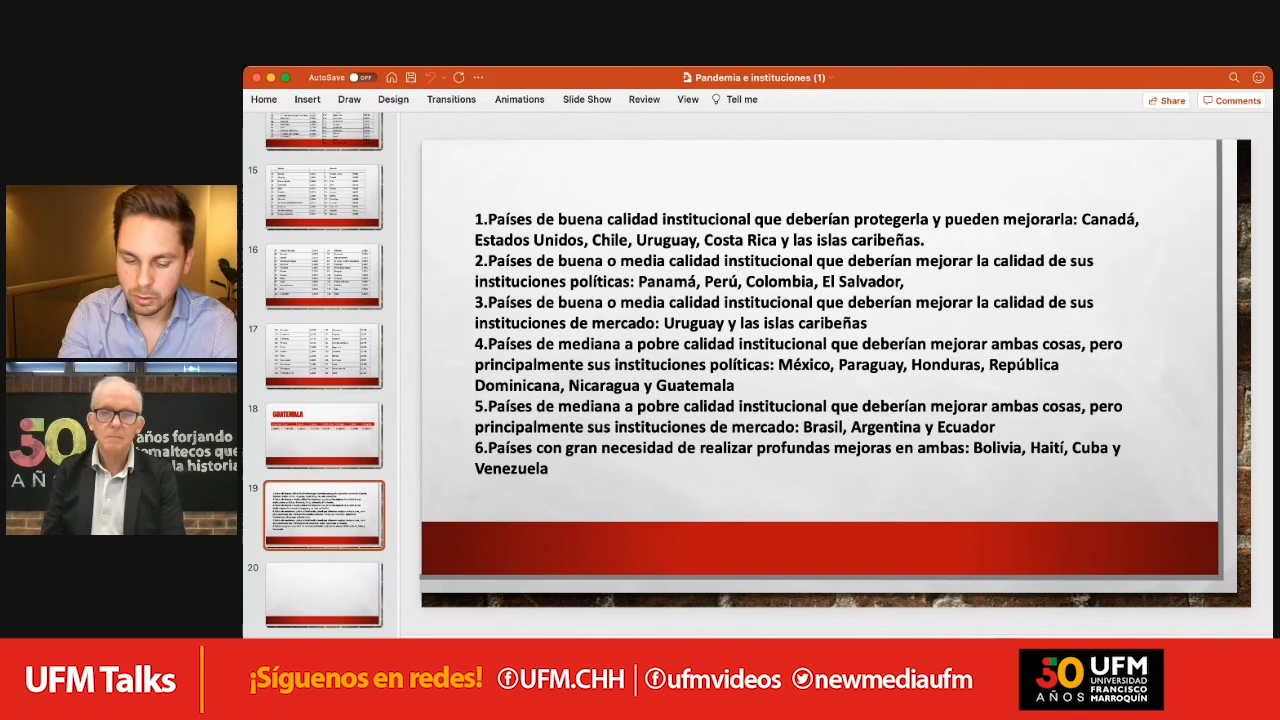 AutoSave OFF
Pandemia e instituciones (1)
Home Insert Draw Design Transitions Animations Slide Show Review View Tell me
Share Comments
15
16
17
18
GUATEMALA
19
20
1.Países de buena calidad institucional que deberían protegerla y pueden mejorarla: Canadá,
Estados Unidos, Chile, Uruguay, Costa Rica y las islas caribeñas.
2.Países de buena o media calidad institucional que deberían mejorar la calidad de sus
instituciones políticas: Panamá, Perú, Colombia, El Salvador,
3.Países de buena o media calidad institucional que deberían mejorar la calidad de sus
instituciones de mercado: Uruguay y las islas caribeñas
4.Países de mediana a pobre calidad institucional que deberían mejorar ambas cosas, pero
principalmente sus instituciones políticas: México, Paraguay, Honduras, República
Dominicana, Nicaragua y Guatemala
5.Países de mediana a pobre calidad institucional que deberían mejorar ambas cosas, pero
principalmente sus instituciones de mercado: Brasil, Argentina y Ecuador
6.Países con gran necesidad de realizar profundas mejoras en ambas: Bolivia, Haití, Cuba y
Venezuela
50
años forjando
temaltecos que
la historia
UFM Talks
¡Síguenos en redes! UFM.CHH ufmvideos newmediaufm
50 AÑOS
UFM
UNIVERSIDAD
FRANCISCO
MARROQUÍN